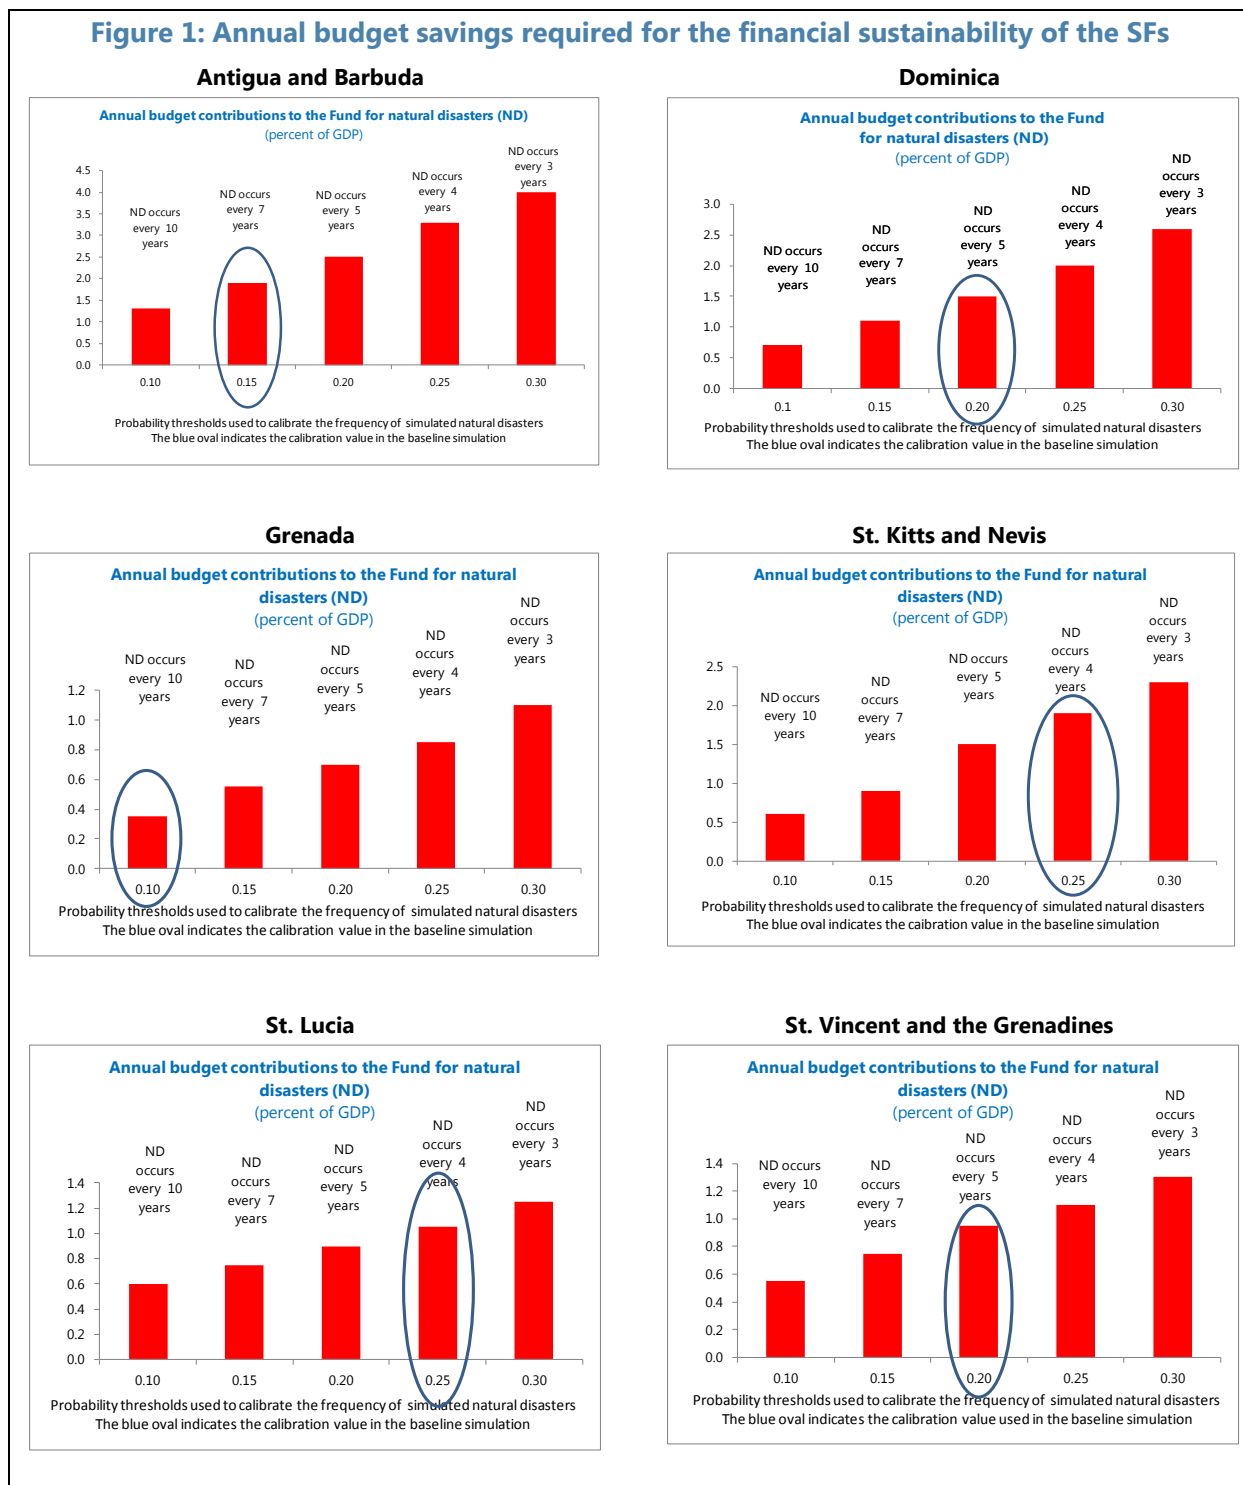 Figure 1: Annual budget savings required for the financial sustainability of the SFs
Antigua and Barbuda
Annual budget contributions to the Fund for natural disasters (ND)
(percent of GDP)
ND occurs
every 10
years
ND occurs
every 7
years
ND occurs
every 5
years
ND occurs
every 4
years
ND occurs
every 3
years
4.5
4.0
3.5
3.0
2.5
2.0
1.5
1.0
0.5
0.0
0.10 0.15 0.20 0.25 0.30
Probability thresholds used to calibrate the frequency of simulated natural disasters
The blue oval indicates the calibration value in the baseline simulation
Dominica
Annual budget contributions to the Fund
for natural disasters (ND)
(percent of GDP)
ND occurs
every 10
years
ND
occurs
every 7
years
ND
occurs
every 5
years
ND
occurs
every 4
years
ND
occurs
every 3
years
3.0
2.5
2.0
1.5
1.0
0.5
0.0
0.1 0.15 0.20 0.25 0.30
Probability thresholds used to calibrate the frequency of simulated natural disasters
The blue oval indicates the calibration value in the baseline simulation
Grenada
Annual budget contributions to the Fund for natural
disasters (ND)
(percent of GDP)
ND occurs
every 10
years
ND
occurs
every 7
years
ND
occurs
every 5
years
ND
occurs
every 4
years
ND
occurs
every 3
years
1.2
1.0
0.8
0.6
0.4
0.2
0.0
0.10 0.15 0.20 0.25 0.30
Probability thresholds used to calibrate the frequency of simulated natural disasters
The blue oval indicates the caibration value in the baseline simulation
St. Kitts and Nevis
Annual budget contributions to the Fund for natural
disasters (ND)
(percent of GDP)
ND occurs
every 10
years
ND
occurs
every 7
years
ND occurs
every 5
years
ND
occurs
every 4
years
ND
occurs
every 3
years
2.5
2.0
1.5
1.0
0.5
0.0
0.10 0.15 0.20 0.25 0.30
Probability thresholds used to calibrate the frequency of simulated natural disasters
The blue oval indicates the calibration value in the baseline simulation
St. Lucia
Annual budget contributions to the Fund for natural
disasters (ND)
(percent of GDP)
ND
occurs
every 10
years
ND
occurs
every 7
years
ND
occurs
every 5
years
ND
occurs
every 4
years
ND
occurs
every 3
years
1.4
1.2
1.0
0.8
0.6
0.4
0.2
0.0
0.10 0.15 0.20 0.25 0.30
Probability thresholds used to calibrate the frequency of simulated natural disasters
The blue oval indicates the calibration value in the baseline simulation
St. Vincent and the Grenadines
Annual budget contributions to the Fund for natural
disasters (ND)
(percent of GDP)
ND occurs
every 10
years
ND
occurs
every 7
years
ND
occurs
every 5
years
ND
occurs
every 4
years
ND
occurs
every 3
years
1.4
1.2
1.0
0.8
0.6
0.4
0.2
0.0
0.10 0.15 0.20 0.25 0.30
Probability thresholds used to calibrate the frequency of simulated natural disasters
The blue oval indicates the calibration value used in the baseline simulation